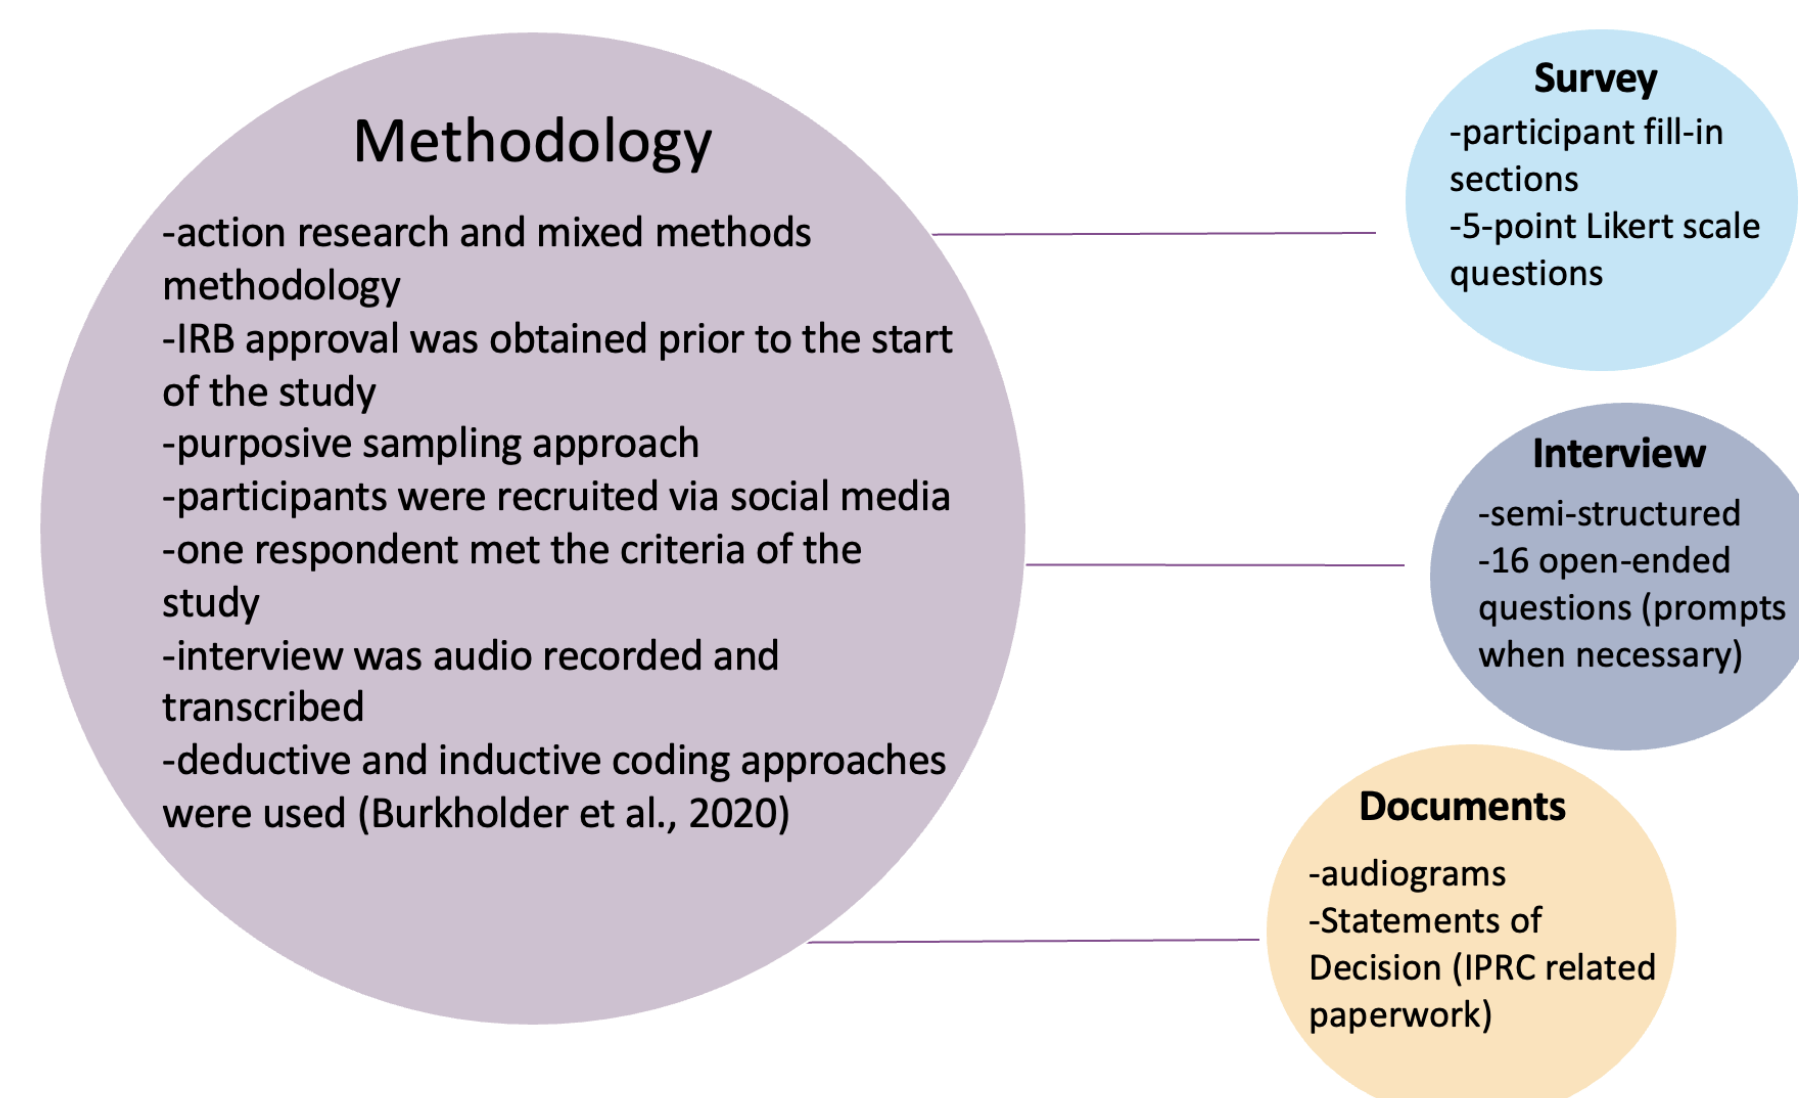 Methodology
-action research and mixed methods
methodology
-IRB approval was obtained prior to the start
of the study
-purposive sampling approach
-participants were recruited via social media
-one respondent met the criteria of the
study
-interview was audio recorded and
transcribed
-deductive and inductive coding approaches
were used (Burkholder et al., 2020)
Survey
-participant fill-in
sections
-5-point Likert scale
questions
Interview
-semi-structured
-16 open-ended
questions (prompts
when necessary)
Documents
-audiograms
-Statements of
Decision (IPRC related
paperwork)